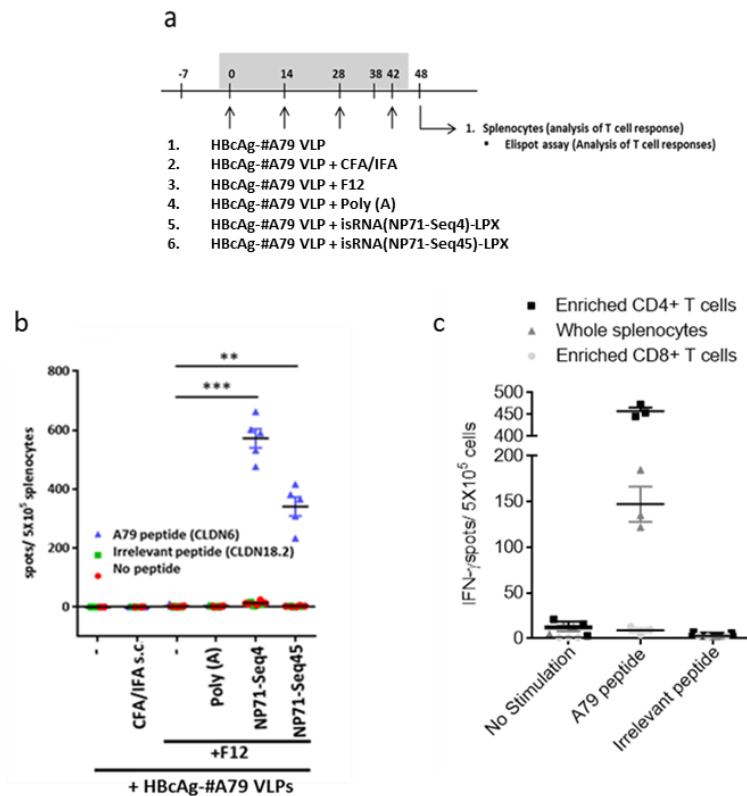 a
-7 0 14 28 38 42 48
1. Splenocytes (analysis of T cell response)
• Elispot assay (Analysis of T cell responses)
1. HBcAg-#A79 VLP
2. HBcAg-#A79 VLP + CFA/IFA
3. HBcAg-#A79 VLP + F12
4. HBcAg-#A79 VLP + Poly (A)
5. HBcAg-#A79 VLP + isRNA(NP71-Seq4)-LPX
6. HBcAg-#A79 VLP + isRNA(NP71-Seq45)-LPX
b
spots/ 5X10⁵ splenocytes
800
600
400
200
0
**
***
A79 peptide (CLDN6)
Irrelevant peptide (CLDN18.2)
No peptide
-
CFA/IFA s.c
-
Poly (A)
NP71-Seq4
NP71-Seq45
+F12
+ HBcAg-#A79 VLPs
c
Enriched CD4+ T cells
Whole splenocytes
Enriched CD8+ T cells
IFN-γspots/ 5X10⁵ cells
500
450
400
200
150
100
50
0
No Stimulation
A79 peptide
Irrelevant peptide